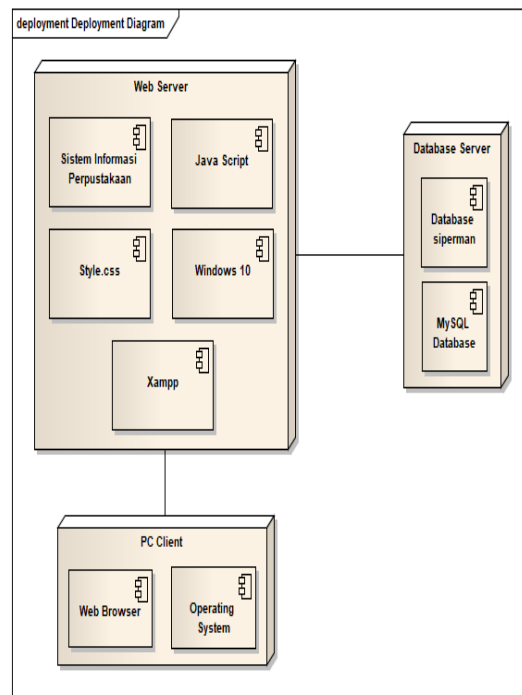 deployment Deployment Diagram
Web Server
Sistem Informasi
Perpustakaan
Java Script
Style.css
Windows 10
Xampp
Database Server
Database
siperman
MySQL
Database
PC Client
Web Browser
Operating
System